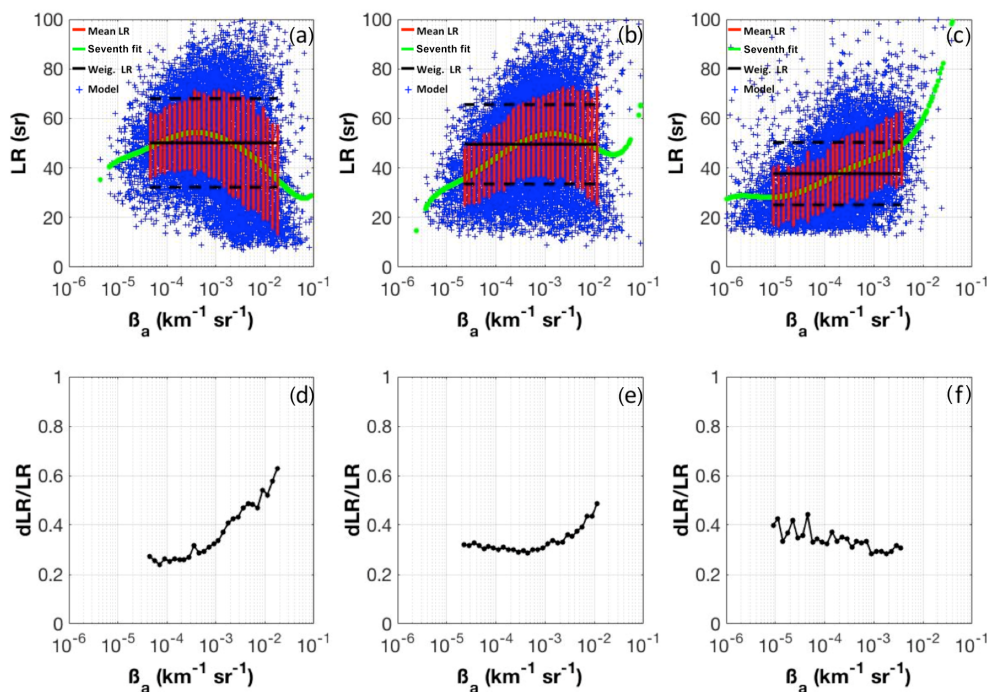 Mean LR
Seventh fit
Weig. LR
Model
(a)
100
80
60
40
20
0
LR (sr)
10⁻⁶ 10⁻⁵ 10⁻⁴ 10⁻³ 10⁻² 10⁻¹
ßₐ (km⁻¹ sr⁻¹)
Mean LR
Seventh fit
Weig. LR
Model
(b)
100
80
60
40
20
0
LR (sr)
10⁻⁶ 10⁻⁵ 10⁻⁴ 10⁻³ 10⁻² 10⁻¹
ßₐ (km⁻¹ sr⁻¹)
Mean LR
Seventh fit
Weig. LR
Model
(c)
100
80
60
40
20
0
LR (sr)
10⁻⁶ 10⁻⁵ 10⁻⁴ 10⁻³ 10⁻² 10⁻¹
ßₐ (km⁻¹ sr⁻¹)
(d)
1
0.8
0.6
0.4
0.2
0
dLR/LR
10⁻⁶ 10⁻⁵ 10⁻⁴ 10⁻³ 10⁻² 10⁻¹
ßₐ (km⁻¹ sr⁻¹)
(e)
1
0.8
0.6
0.4
0.2
0
dLR/LR
10⁻⁶ 10⁻⁵ 10⁻⁴ 10⁻³ 10⁻² 10⁻¹
ßₐ (km⁻¹ sr⁻¹)
(f)
1
0.8
0.6
0.4
0.2
0
dLR/LR
10⁻⁶ 10⁻⁵ 10⁻⁴ 10⁻³ 10⁻² 10⁻¹
ßₐ (km⁻¹ sr⁻¹)